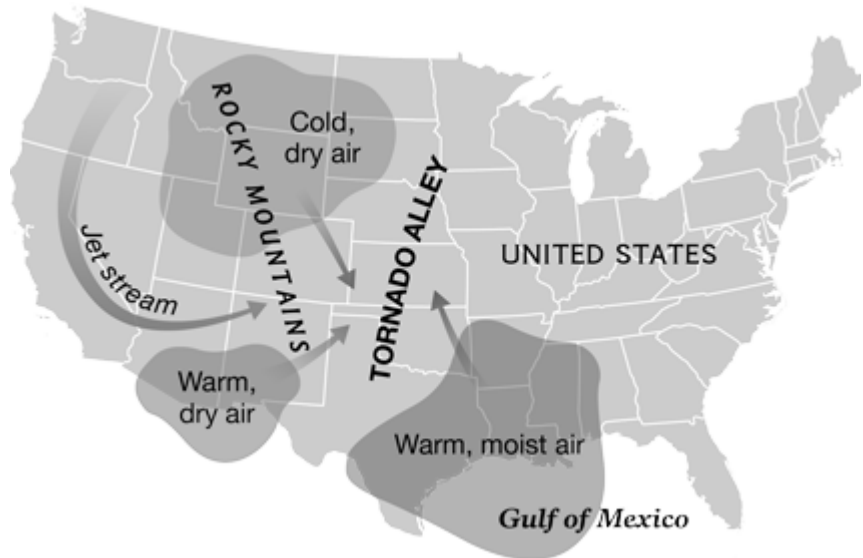 ROCKY MOUNTAINS
Cold,
dry air
TORNADO ALLEY
UNITED STATES
Jet stream
Warm,
dry air
Warm, moist air
Gulf of Mexico